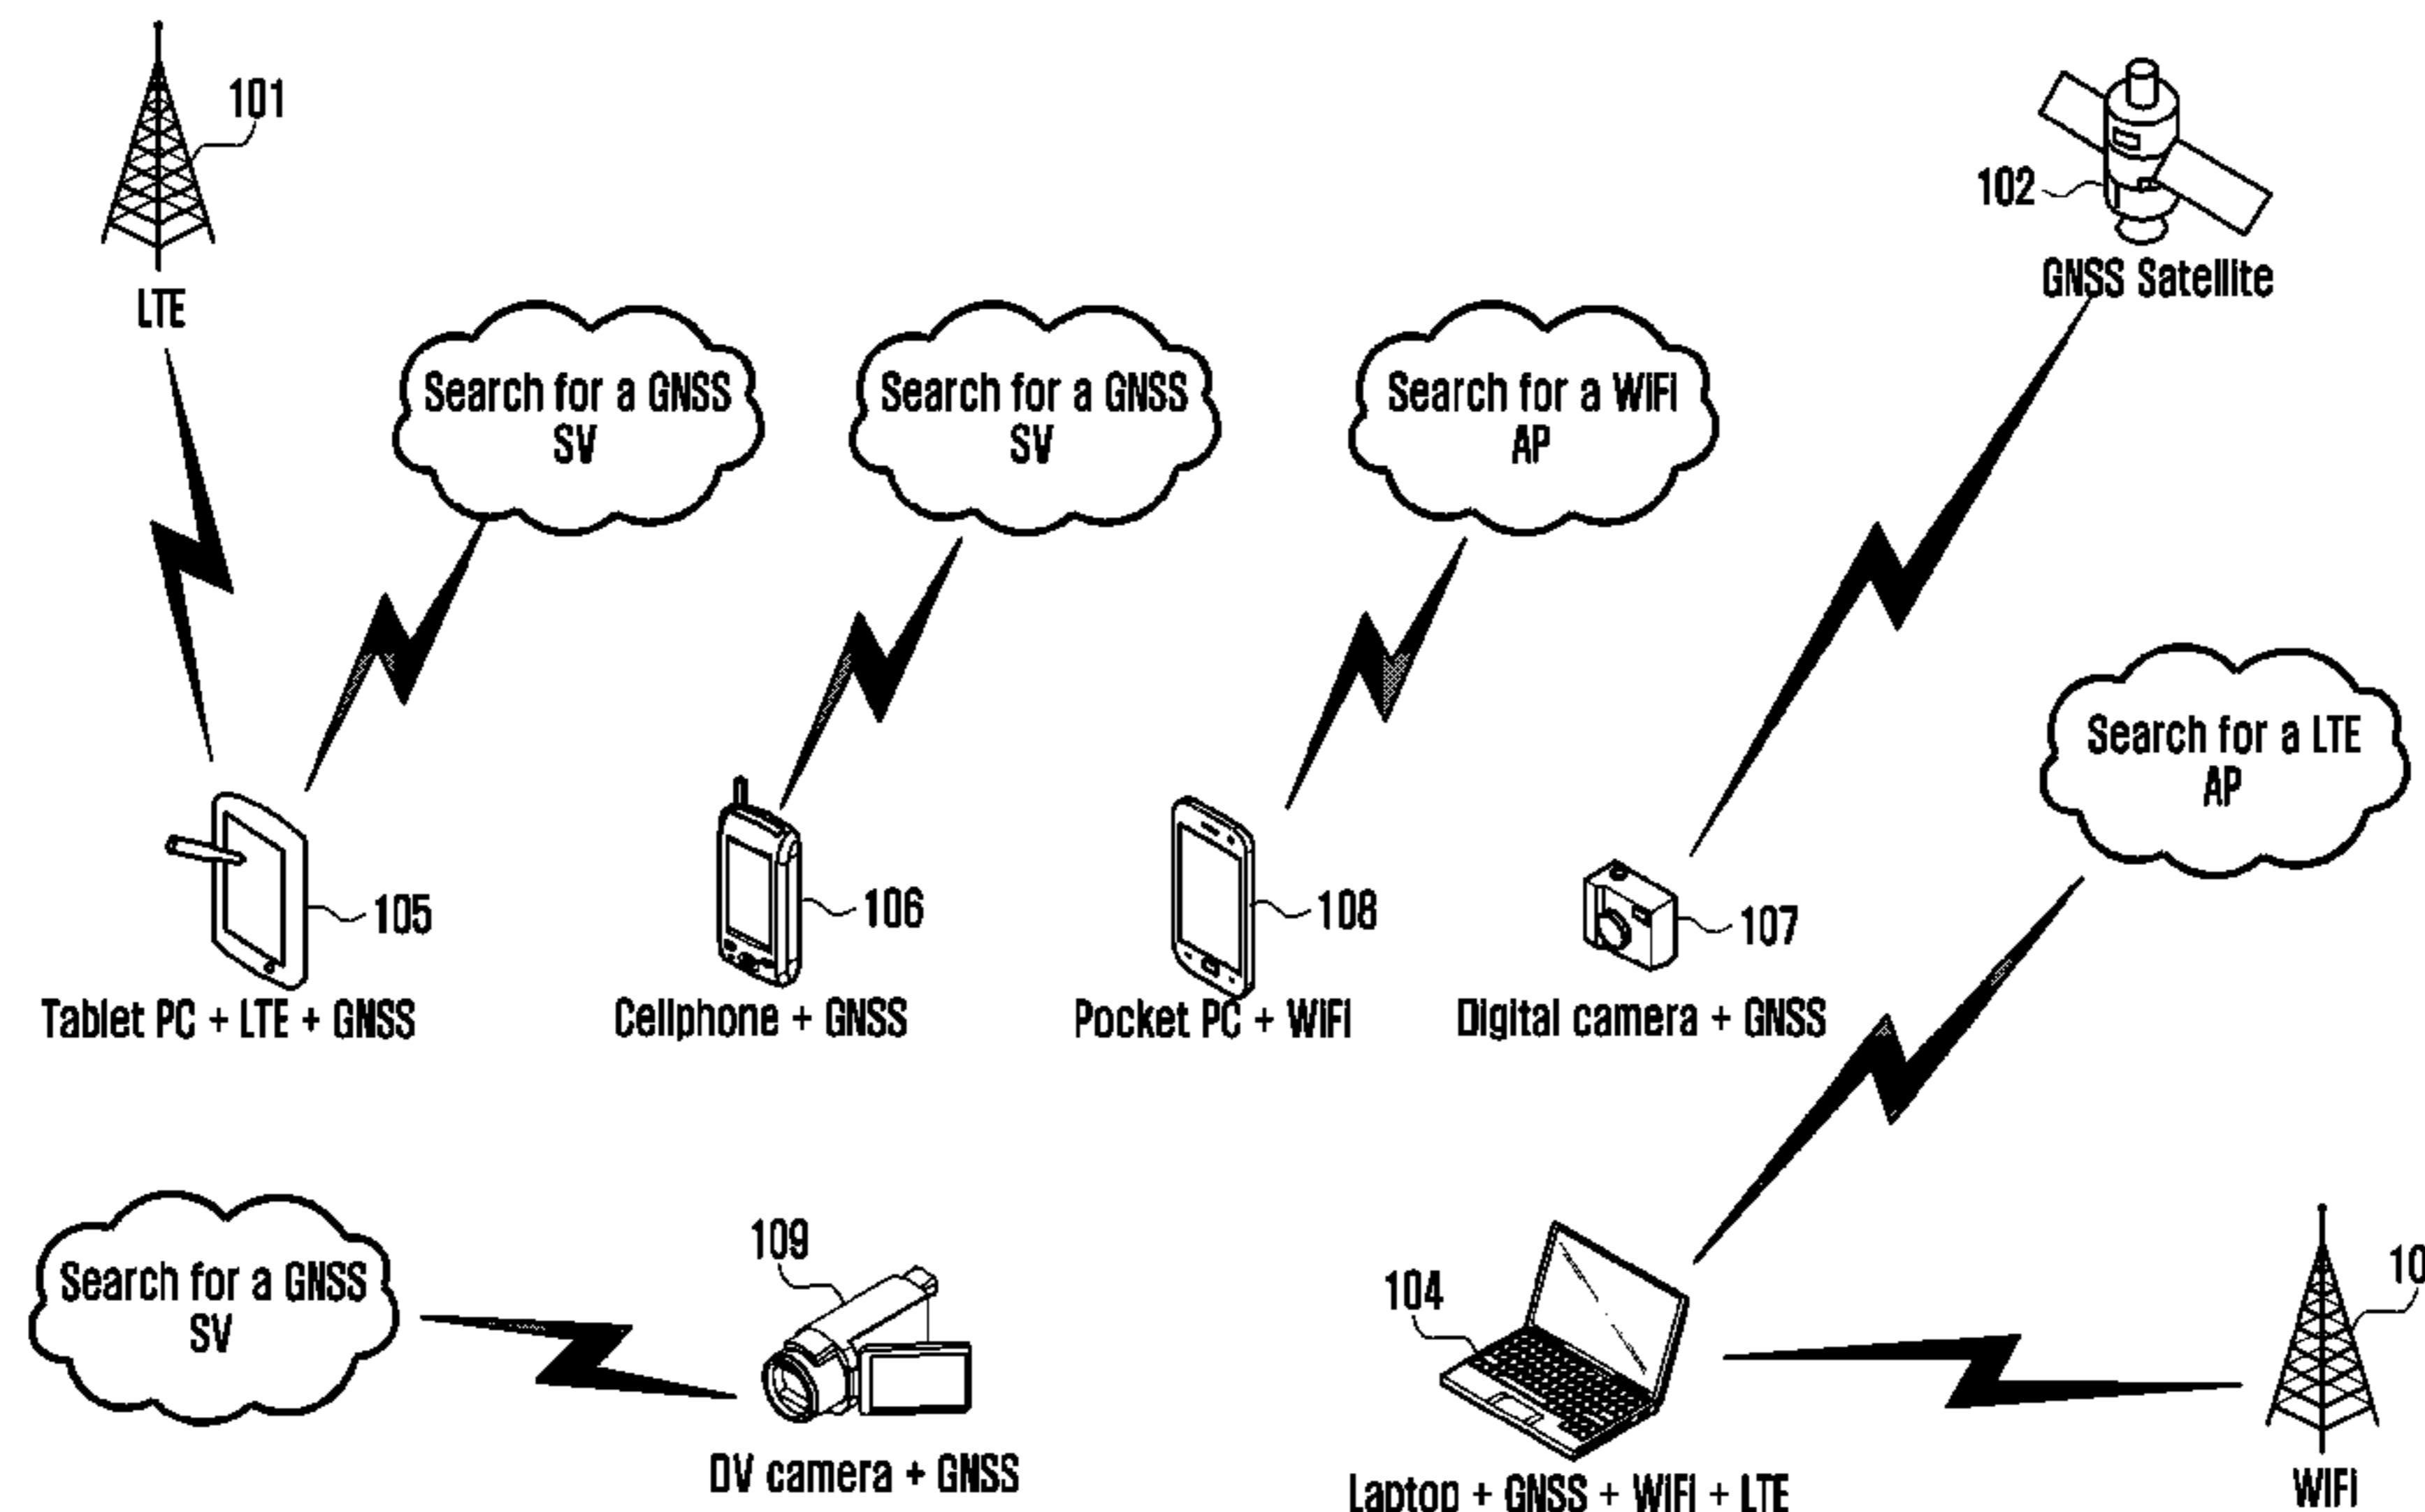 101
102
LTE
GNSS Satellite
Search for a GNSS
SV
Search for a GNSS
SV
Search for a WiFi
AP
Search for a LTE
AP
105
106
108
107
Tablet PC + LTE + GNSS
Cellphone + GNSS
Pocket PC + WiFi
Digital camera + GNSS
Search for a GNSS
SV
109
104
10
DV camera + GNSS
Laptop + GNSS + WiFi + LTE
WiFi